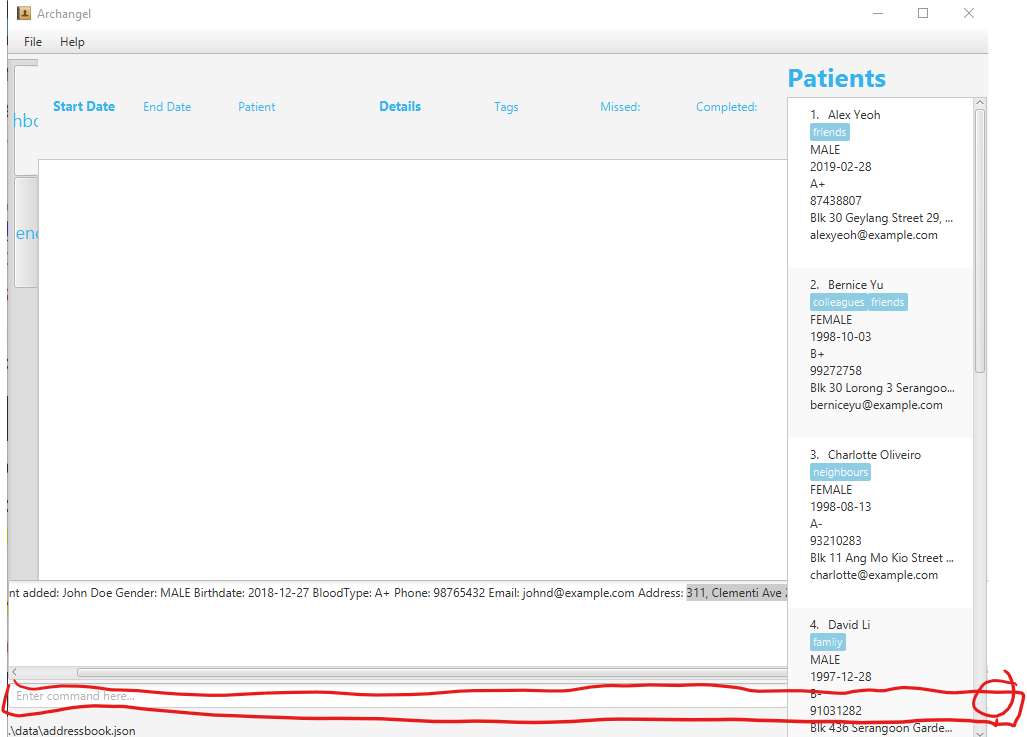 Archangel
File Help
hbo
end
Start Date End Date Patient Details Tags Missed: Completed:
Patients
1. Alex Yeoh
friends
MALE
2019-02-28
A+
87438807
Blk 30 Geylang Street 29, ...
alexyeoh@example.com
2. Bernice Yu
colleagues friends
FEMALE
1998-10-03
B+
99272758
Blk 30 Lorong 3 Serangoo...
berniceyu@example.com
3. Charlotte Oliveiro
neighbours
FEMALE
1998-08-13
A-
93210283
Blk 11 Ang Mo Kio Street ...
charlotte@example.com
4. David Li
family
MALE
1997-12-28
B-
91031282
Blk 436 Serangoon Garde...
nt added: John Doe Gender: MALE Birthdate: 2018-12-27 BloodType: A+ Phone: 98765432 Email: johnd@example.com Address: 311, Clementi Ave
Enter command here...
.\data\addressbook.json